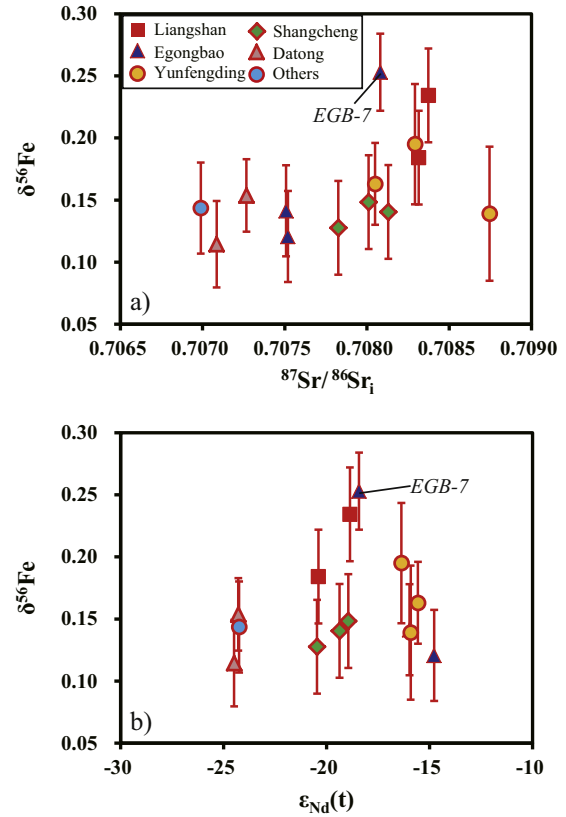 Liangshan Shangcheng
Egongbao Datong
Yunfengding Others
0.30
0.25
0.20
0.15
0.10
0.05
δ⁵⁶Fe
EGB-7
a)
0.7065 0.7070 0.7075 0.7080 0.7085 0.7090
⁸⁷Sr/⁸⁶Srᵢ
0.30
0.25
0.20
0.15
0.10
0.05
δ⁵⁶Fe
EGB-7
b)
-30 -25 -20 -15 -10
εNd(t)